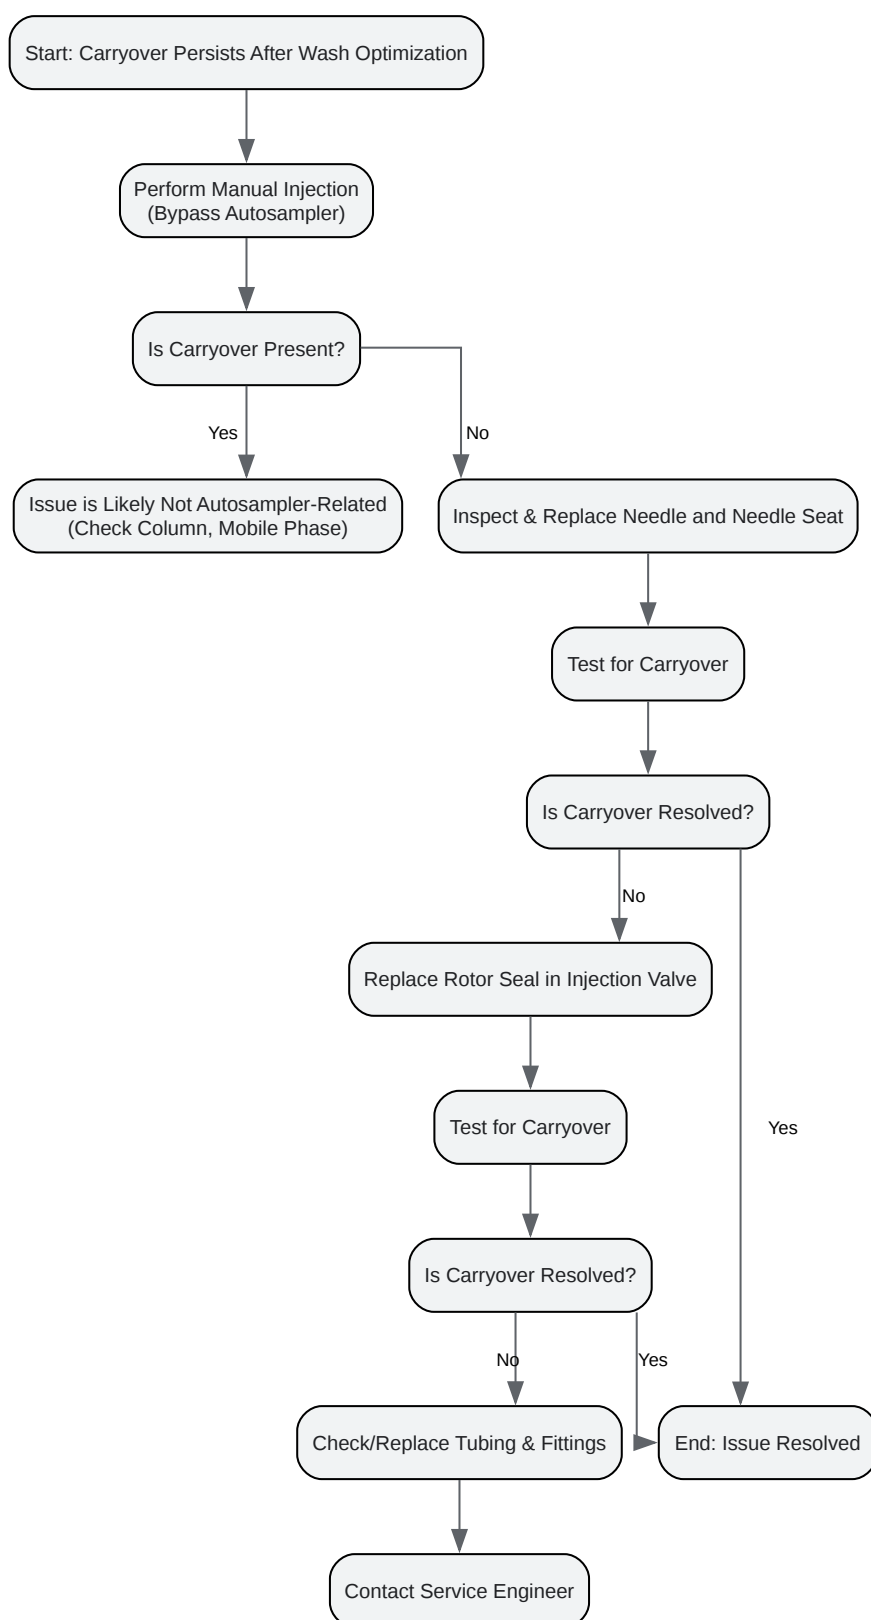 Start: Carryover Persists After Wash Optimization
Perform Manual Injection
(Bypass Autosampler)
Is Carryover Present?
Yes
No
Issue is Likely Not Autosampler-Related
(Check Column, Mobile Phase)
Inspect & Replace Needle and Needle Seat
Test for Carryover
Is Carryover Resolved?
No
Replace Rotor Seal in Injection Valve
Test for Carryover
Yes
Is Carryover Resolved?
No
Yes
Check/Replace Tubing & Fittings
End: Issue Resolved
Contact Service Engineer